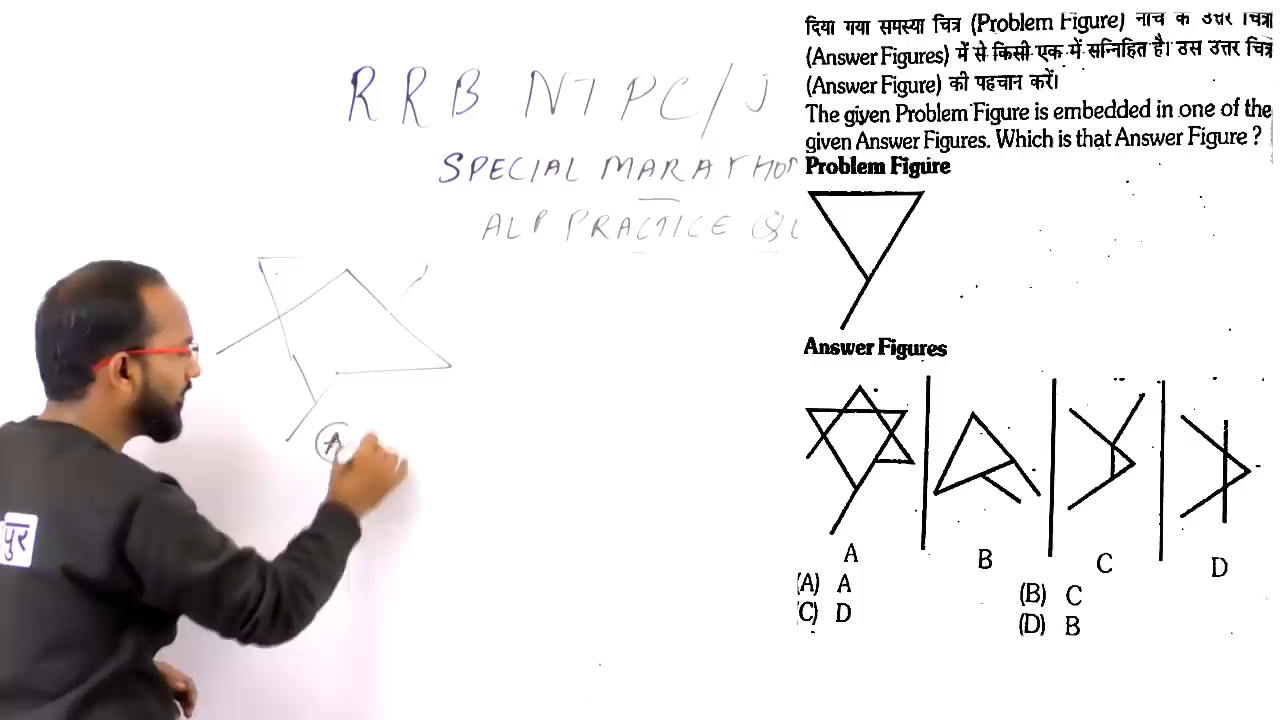 RRB NTPC/J
SPECIAL MARATHON
ALP PRACTICE QU
A
पुर
दिया गया समस्या चित्र (Problem Figure) नीचे के उत्तर चित्रों
(Answer Figures) में से किसी एक में सन्निहित है। उस उत्तर चित्र
(Answer Figure) की पहचान करें।
The given Problem Figure is embedded in one of the
given Answer Figures. Which is that Answer Figure ?
Problem Figure
Answer Figures
A B C D
(A) A (B) C
(C) D (D) B